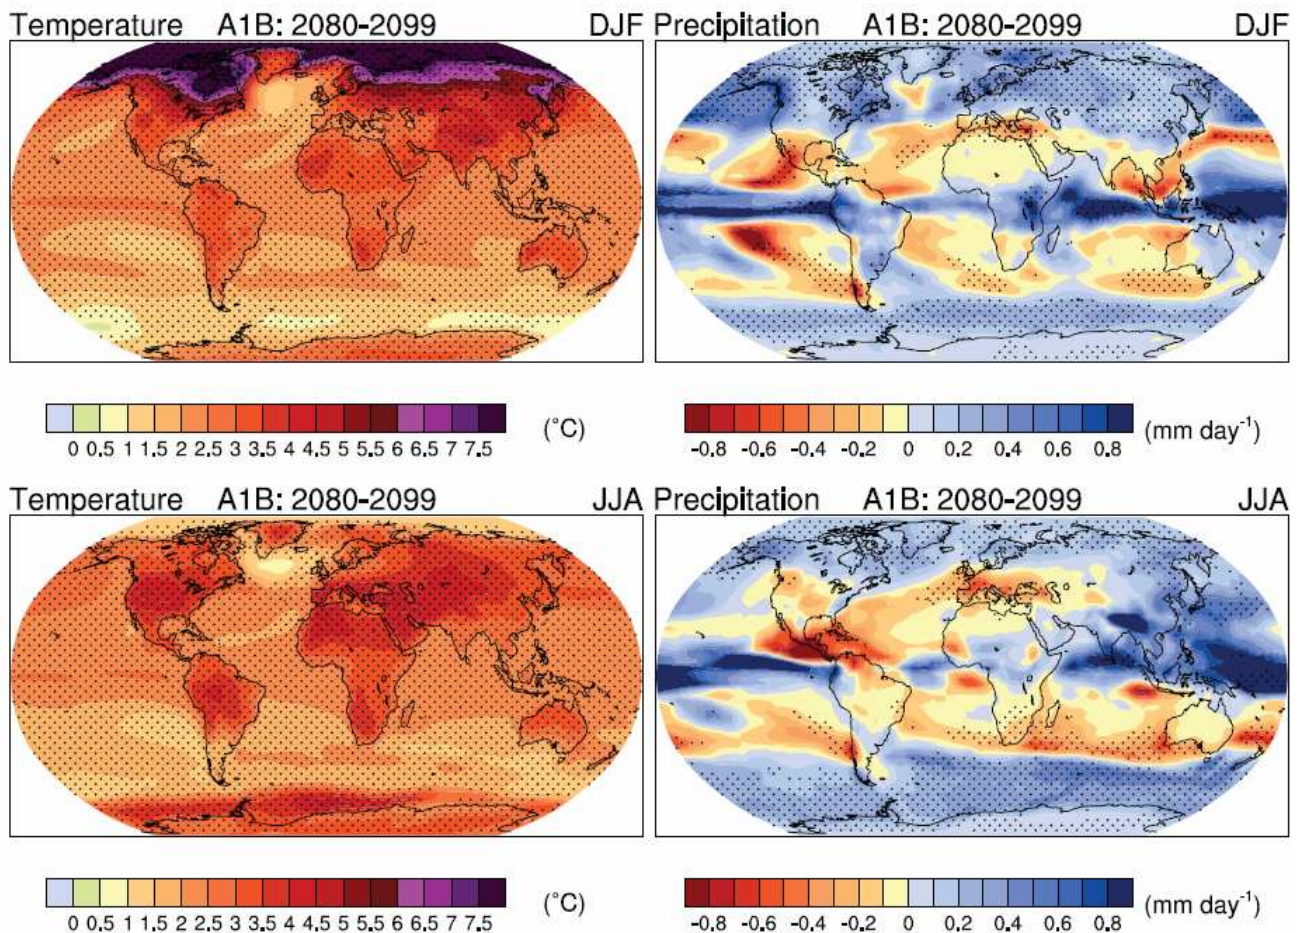 Temperature A1B: 2080-2099 DJF
Precipitation A1B: 2080-2099 DJF
0 0.5 1 1.5 2 2.5 3 3.5 4 4.5 5 5.5 6 6.5 7 7.5 (°C)
-0.8 -0.6 -0.4 -0.2 0 0.2 0.4 0.6 0.8 (mm day⁻¹)
Temperature A1B: 2080-2099 JJA
Precipitation A1B: 2080-2099 JJA
0 0.5 1 1.5 2 2.5 3 3.5 4 4.5 5 5.5 6 6.5 7 7.5 (°C)
-0.8 -0.6 -0.4 -0.2 0 0.2 0.4 0.6 0.8 (mm day⁻¹)